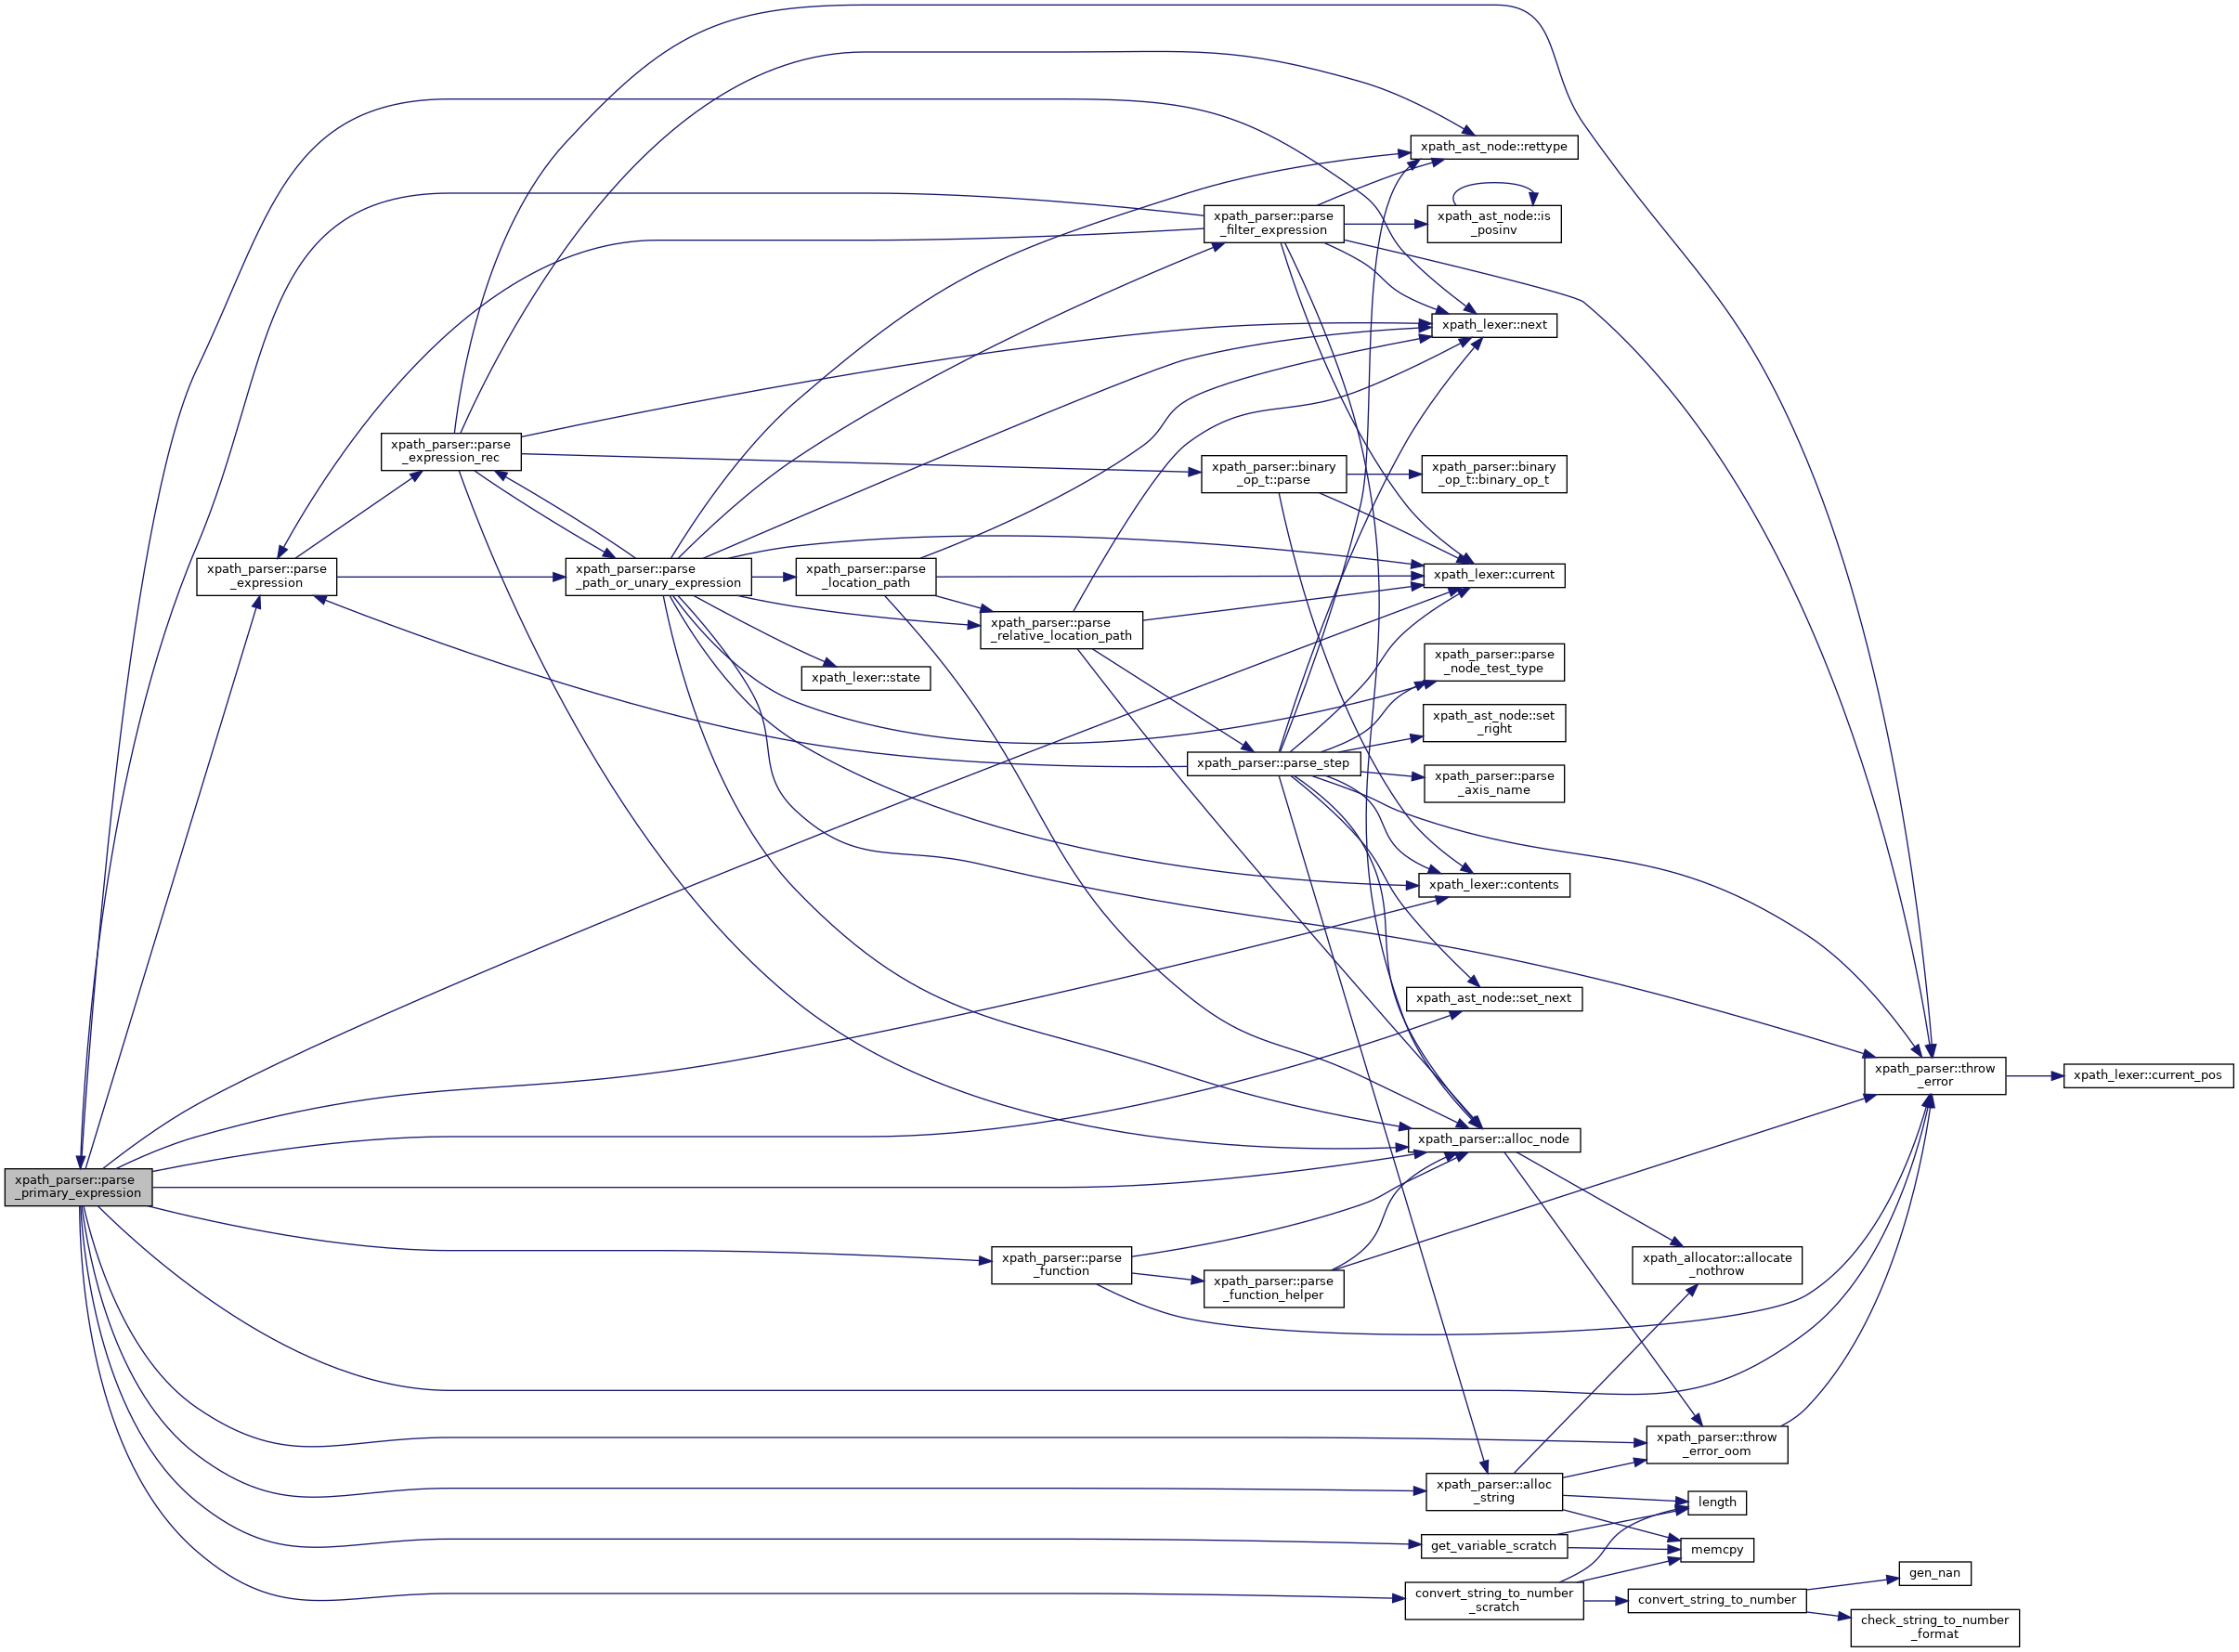 xpath_ast_node::rettype
xpath_parser::parse
_filter_expression
xpath_ast_node::is
_posinv
xpath_lexer::next
xpath_parser::parse
_expression_rec
xpath_parser::binary
_op_t::parse
xpath_parser::binary
_op_t::binary_op_t
xpath_parser::parse
_expression
xpath_parser::parse
_path_or_unary_expression
xpath_parser::parse
_location_path
xpath_lexer::current
xpath_parser::parse
_relative_location_path
xpath_lexer::state
xpath_parser::parse
_node_test_type
xpath_ast_node::set
_right
xpath_parser::parse_step
xpath_parser::parse
_axis_name
xpath_lexer::contents
xpath_ast_node::set_next
xpath_parser::throw
_error
xpath_lexer::current_pos
xpath_parser::alloc_node
xpath_parser::parse
_primary_expression
xpath_parser::parse
_function
xpath_parser::parse
_function_helper
xpath_allocator::allocate
_nothrow
xpath_parser::throw
_error_oom
xpath_parser::alloc
_string
length
get_variable_scratch
memcpy
convert_string_to_number
_scratch
convert_string_to_number
gen_nan
check_string_to_number
_format